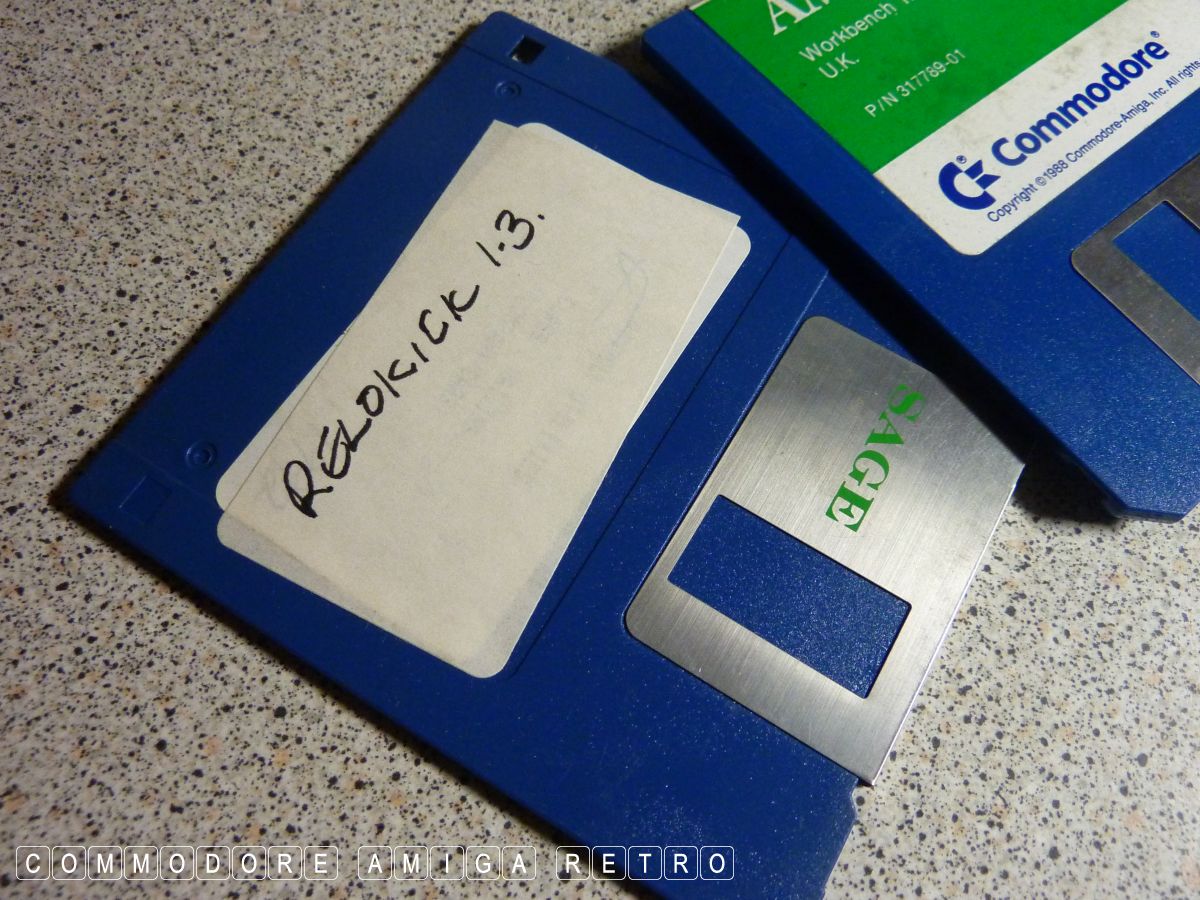 RELOKICK 1.3.
SAGE
Workbench
U.K.
P/N 317789-01
Commodore®
Copyright © 1988 Commodore-Amiga, Inc. All rights
COMMODORE AMIGA RETRO